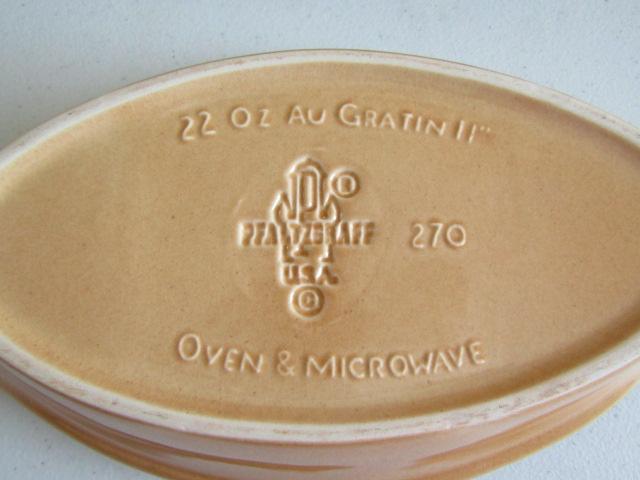 22 OZ AU GRATIN 11"
PFALTZGRAFF 270
U.S.A.
©
OVEN & MICROWAVE